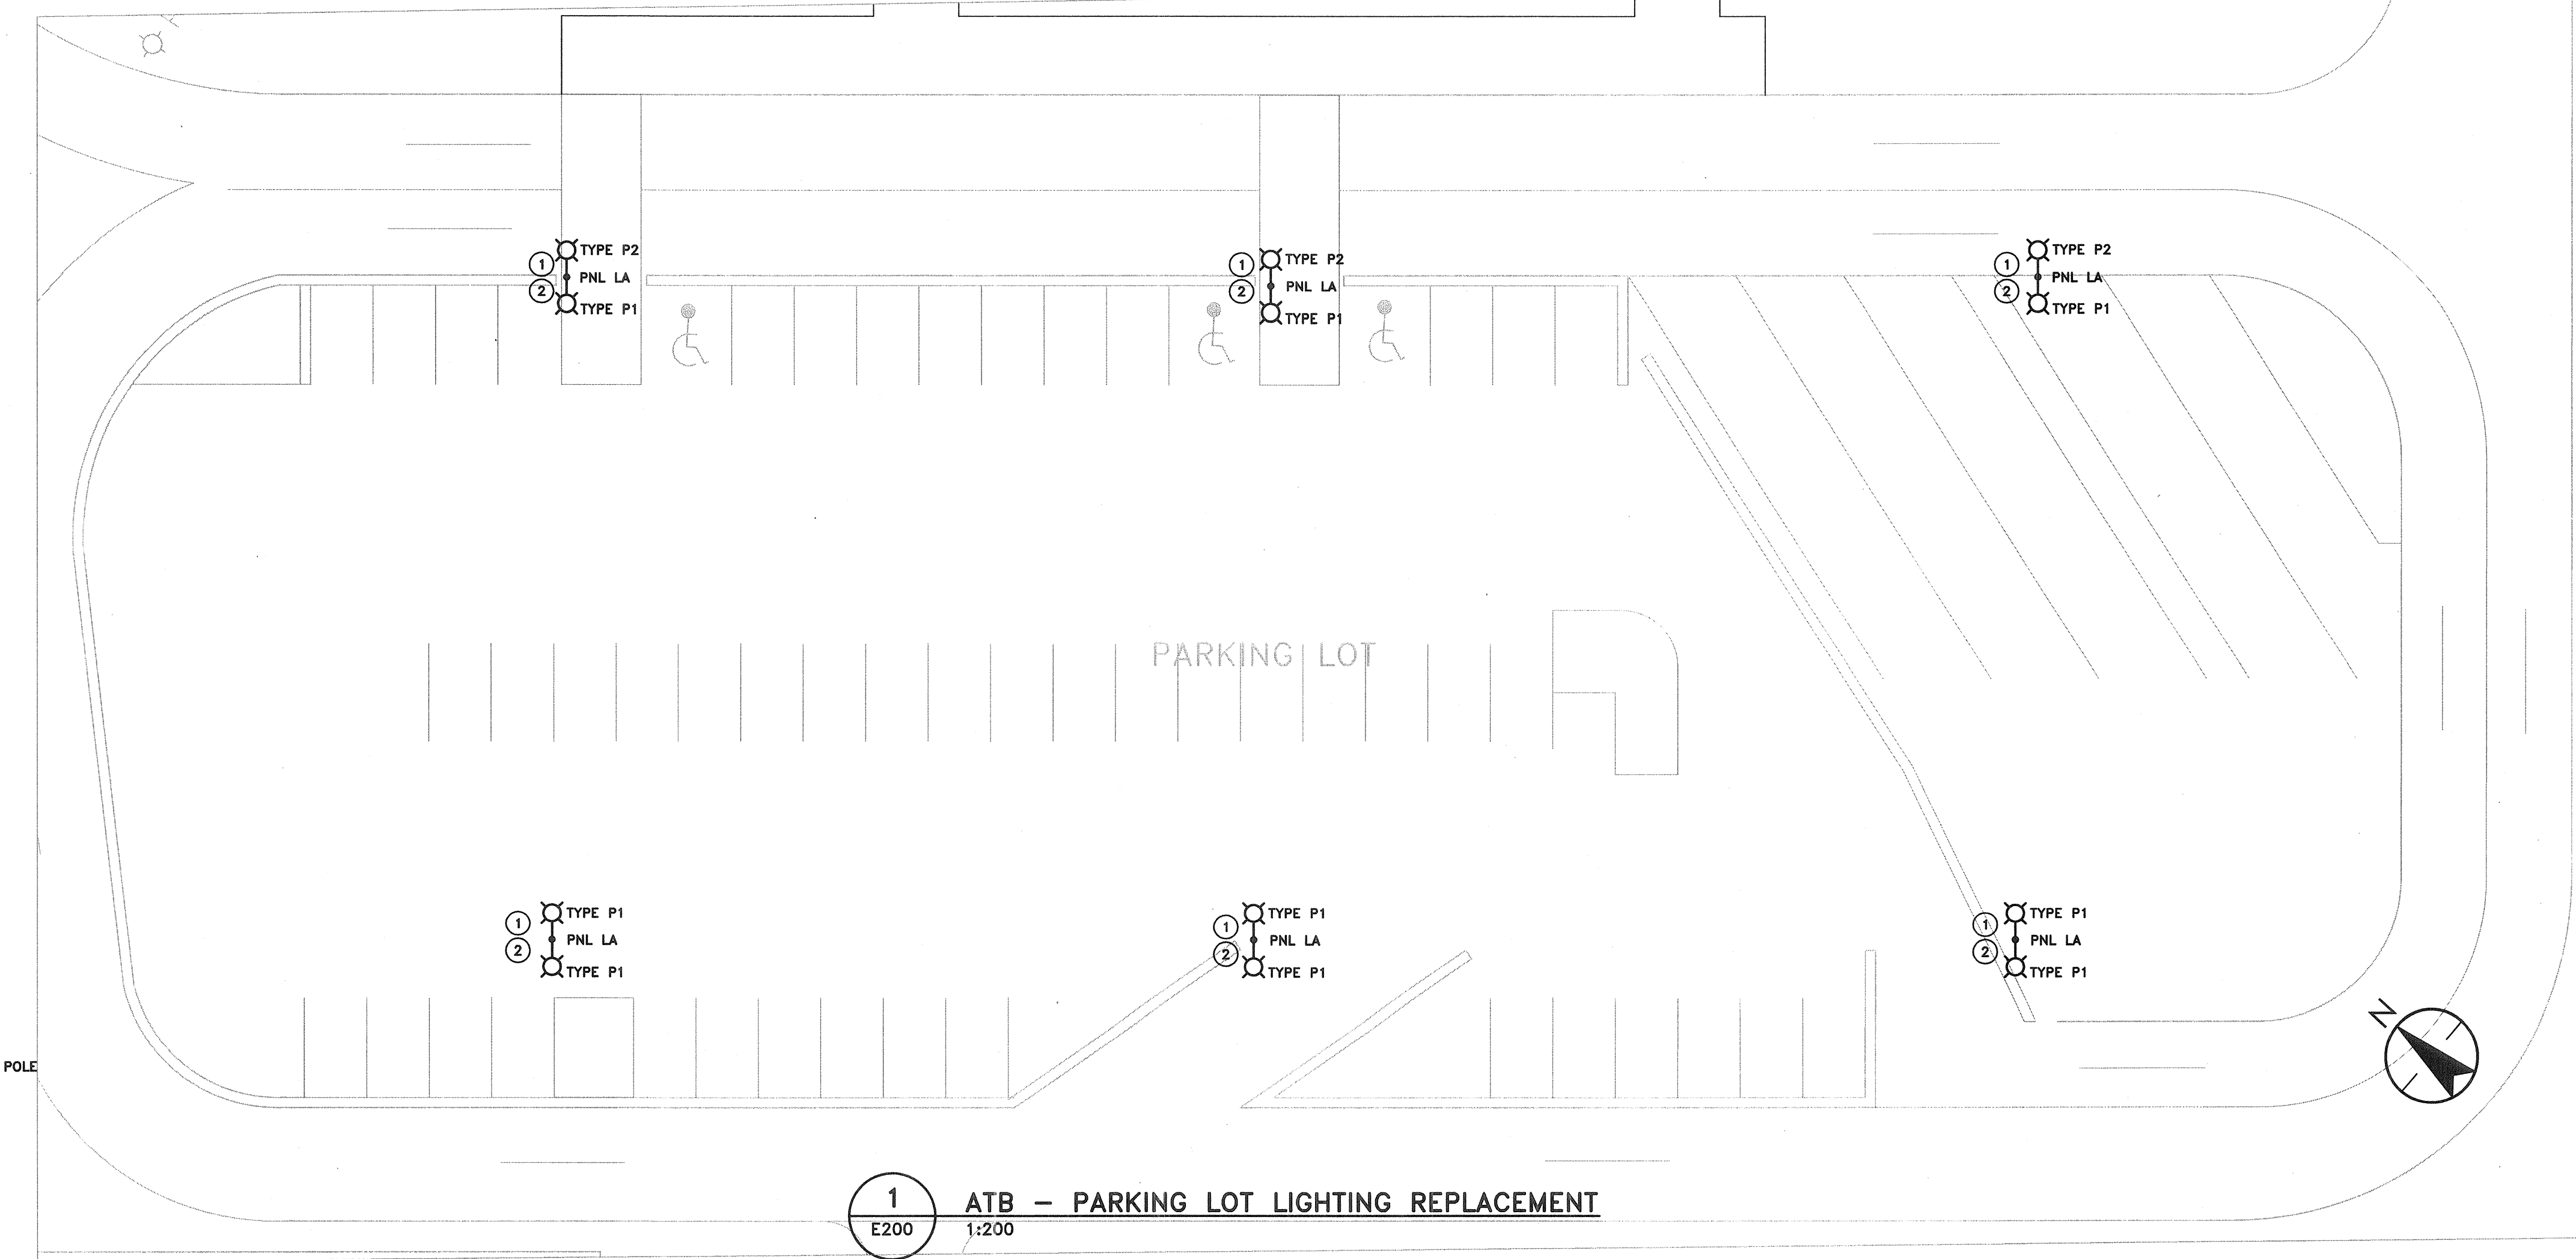 TYPE P2
1
PNL LA
2
TYPE P1
TYPE P2
1
PNL LA
2
TYPE P1
TYPE P2
1
PNL LA
2
TYPE P1
PARKING LOT
TYPE P1
1
PNL LA
2
TYPE P1
TYPE P1
1
PNL LA
2
TYPE P1
TYPE P1
1
PNL LA
2
TYPE P1
N
POLE
1
ATB - PARKING LOT LIGHTING REPLACEMENT
E200
1:200